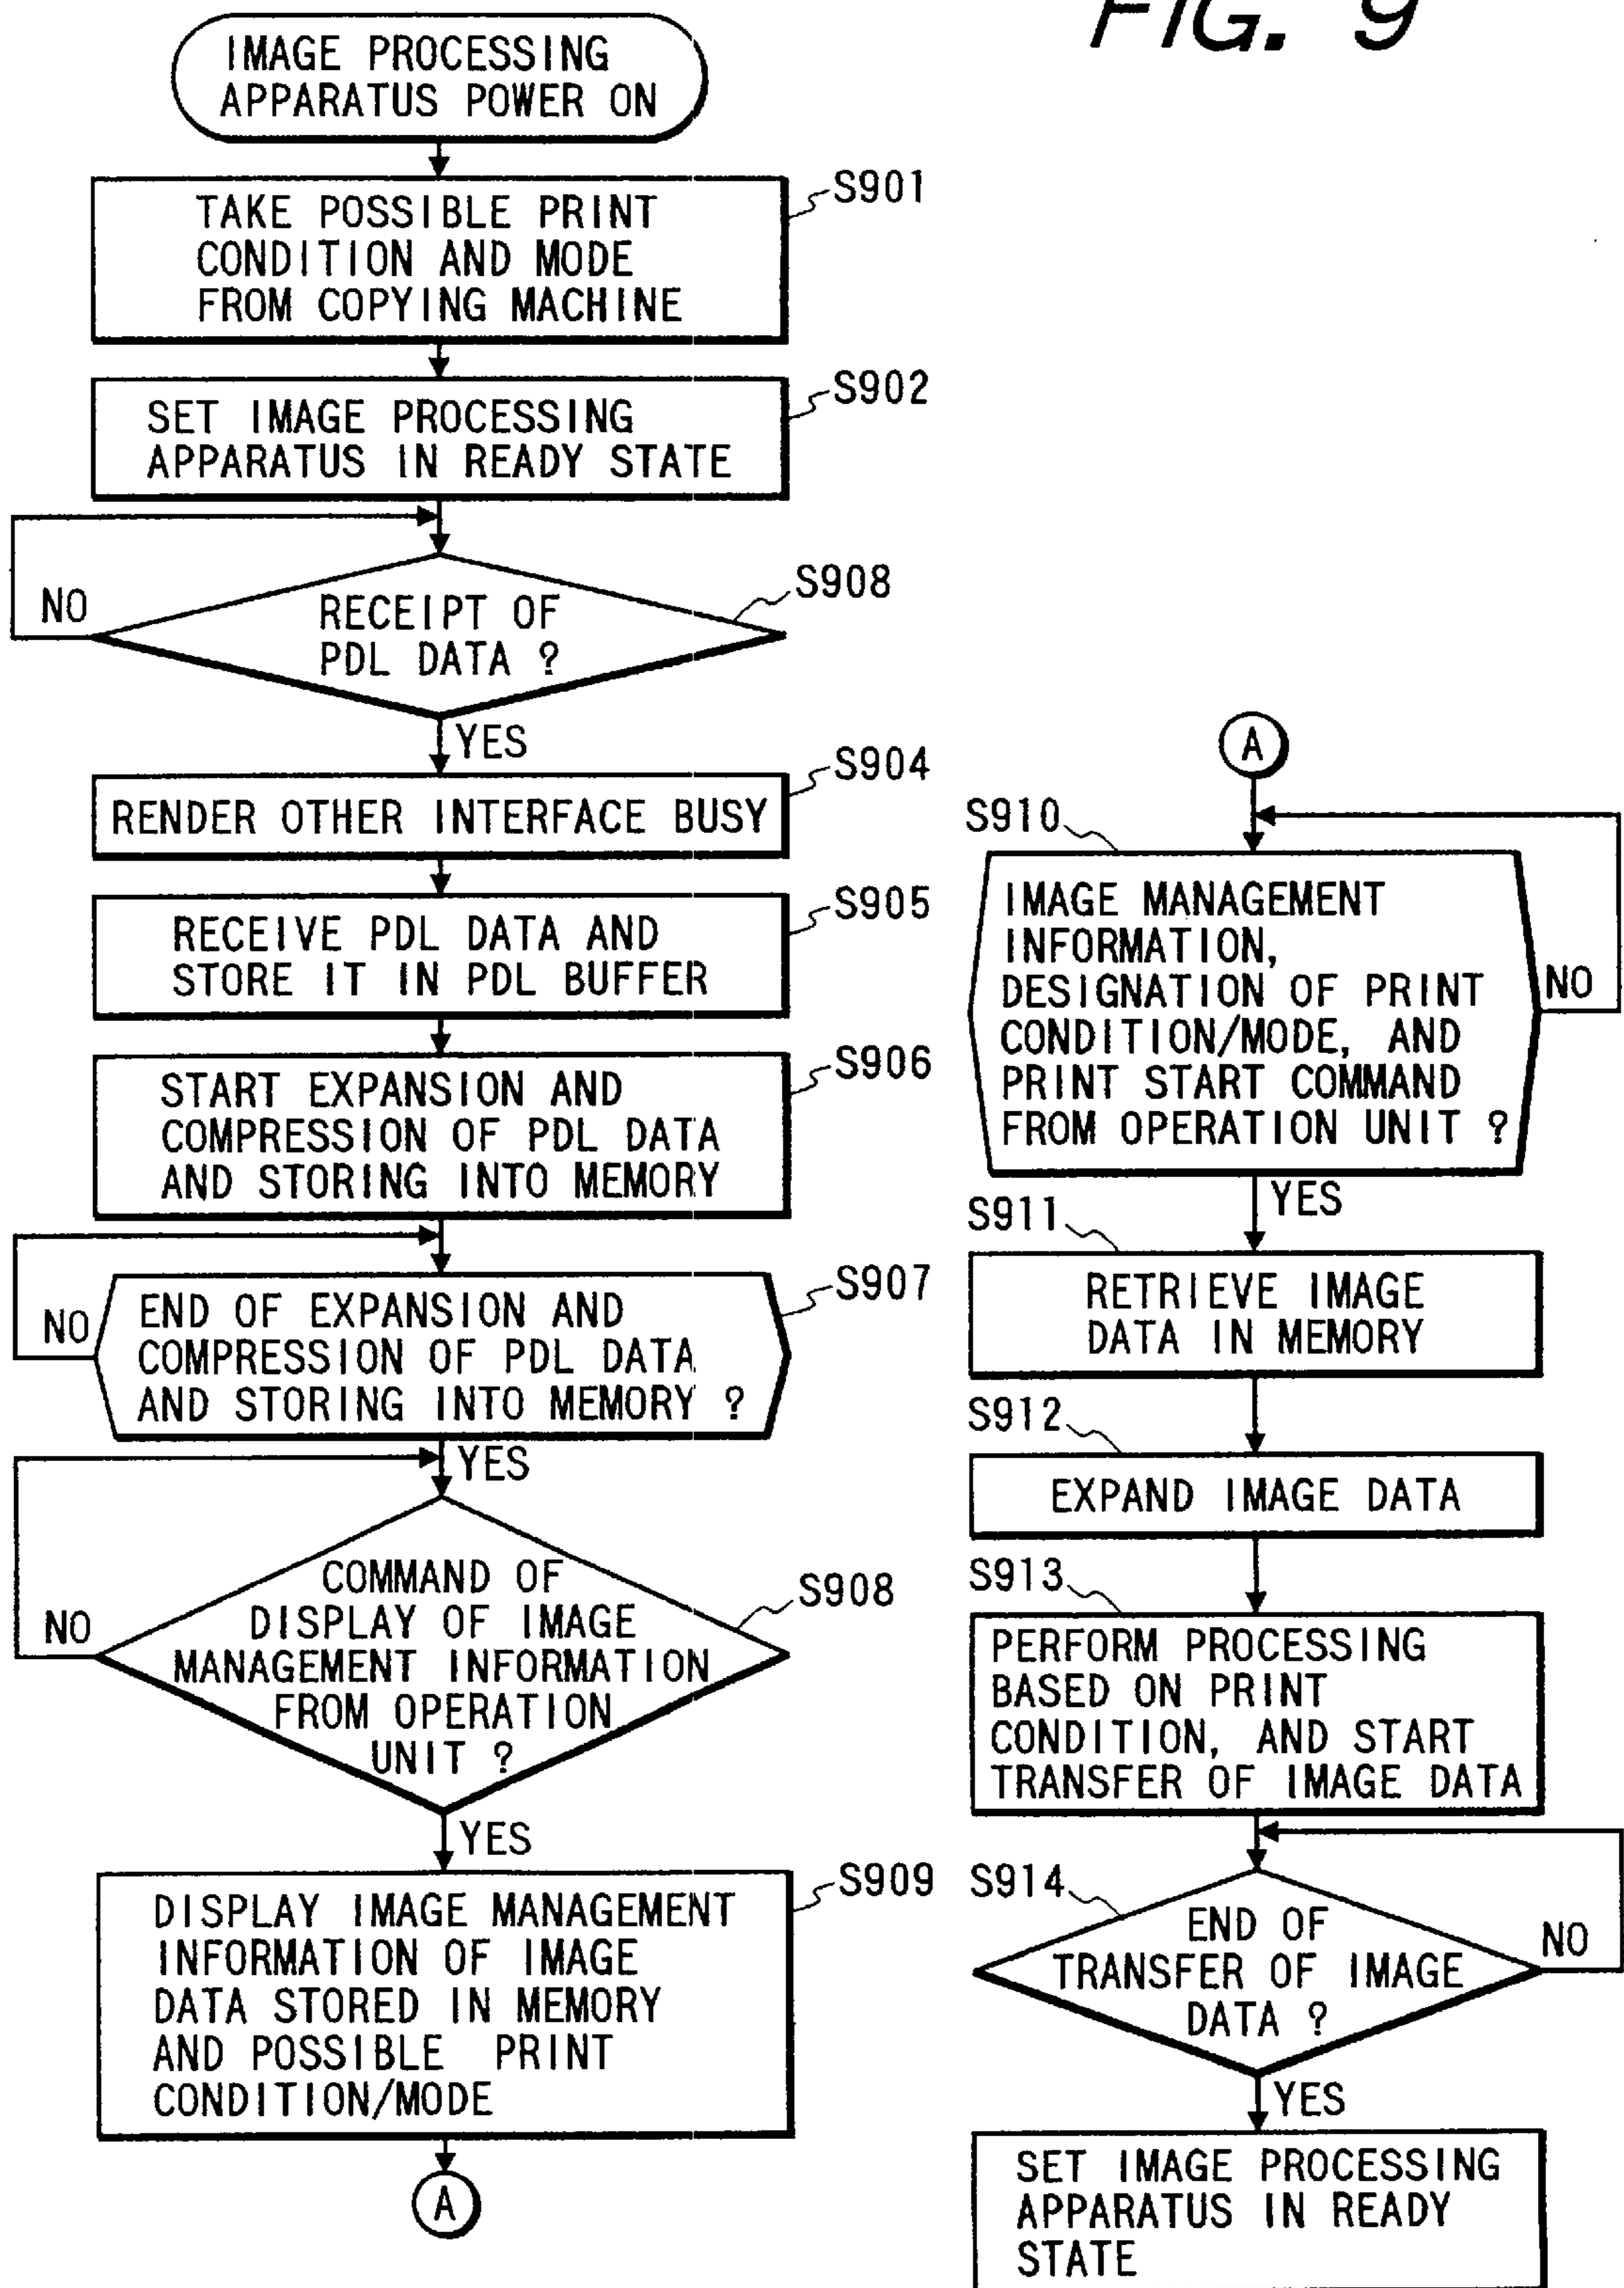 FIG. 9
IMAGE PROCESSING
APPARATUS POWER ON
S901
TAKE POSSIBLE PRINT
CONDITION AND MODE
FROM COPYING MACHINE
S902
SET IMAGE PROCESSING
APPARATUS IN READY STATE
S908
NO
RECEIPT OF
PDL DATA ?
YES
S904
RENDER OTHER INTERFACE BUSY
S905
RECEIVE PDL DATA AND
STORE IT IN PDL BUFFER
S906
START EXPANSION AND
COMPRESSION OF PDL DATA
AND STORING INTO MEMORY
S907
NO
END OF EXPANSION AND
COMPRESSION OF PDL DATA
AND STORING INTO MEMORY ?
YES
S908
NO
COMMAND OF
DISPLAY OF IMAGE
MANAGEMENT INFORMATION
FROM OPERATION
UNIT ?
YES
S909
DISPLAY IMAGE MANAGEMENT
INFORMATION OF IMAGE
DATA STORED IN MEMORY
AND POSSIBLE PRINT
CONDITION/MODE
A
A
S910
IMAGE MANAGEMENT
INFORMATION,
DESIGNATION OF PRINT
CONDITION/MODE, AND
PRINT START COMMAND
FROM OPERATION UNIT ?
NO
YES
S911
RETRIEVE IMAGE
DATA IN MEMORY
S912
EXPAND IMAGE DATA
S913
PERFORM PROCESSING
BASED ON PRINT
CONDITION, AND START
TRANSFER OF IMAGE DATA
S914
END OF
TRANSFER OF IMAGE
DATA ?
NO
YES
SET IMAGE PROCESSING
APPARATUS IN READY
STATE